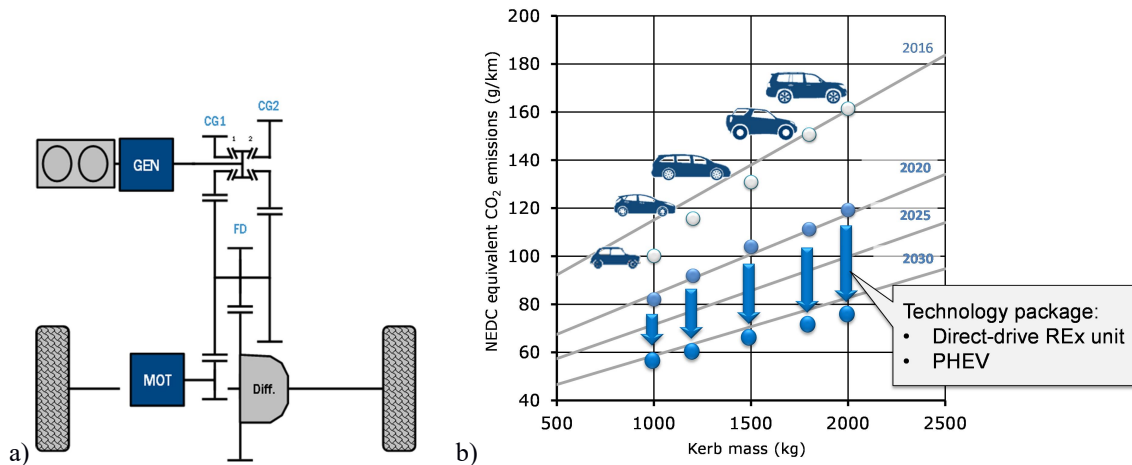 CG2
CG1
1 2
GEN
FD
MOT
Diff.
a)
NEDC equivalent CO2 emissions (g/km)
200
180
160
140
120
100
80
60
40
500 1000 1500 2000 2500
Kerb mass (kg)
2016
2020
2025
2030
Technology package:
• Direct-drive REx unit
• PHEV
b)